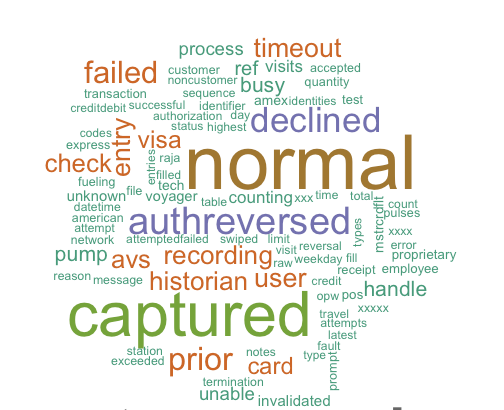 process timeout
failed customer ref visits accepted
noncustomer busy quantity
transaction sequence amex identities test
creditdebit successful identifier
authorization day declined
codes entry visa status highest
express
check entries raja normal
fueling filled
tech
unknown file voyager table counting xxx time total count
datetime pulses
american authreversed types mstrcrdflt
attempt xxxx
network attemptedfailed swiped limit error
pump avs recording visit reversal proprietary
raw weekday fill
reason message historian user receipt employee
credit handle
captured opw pos
xxxxx
travel
attempts
station latest
exceeded prior notes fault
card type prompt
termination
unable invalidated